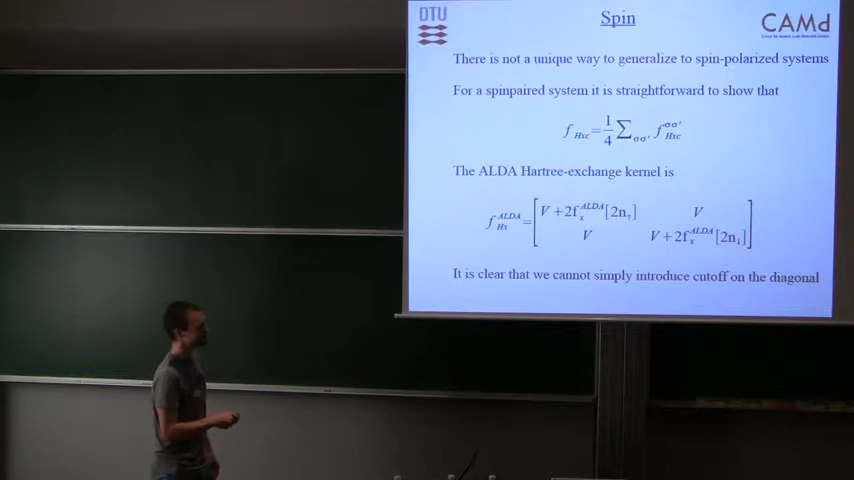 DTU
Spin
CAMd
There is not a unique way to generalize to spin-polarized systems
For a spinpaired system it is straightforward to show that
f_Hxc = 1/4 Σ_σσ' f_Hxc^σσ'
The ALDA Hartree-exchange kernel is
f_Hx^ALDA = [ V + 2f_x^ALDA[2n_↑] V
V V + 2f_x^ALDA[2n_↓] ]
It is clear that we cannot simply introduce cutoff on the diagonal